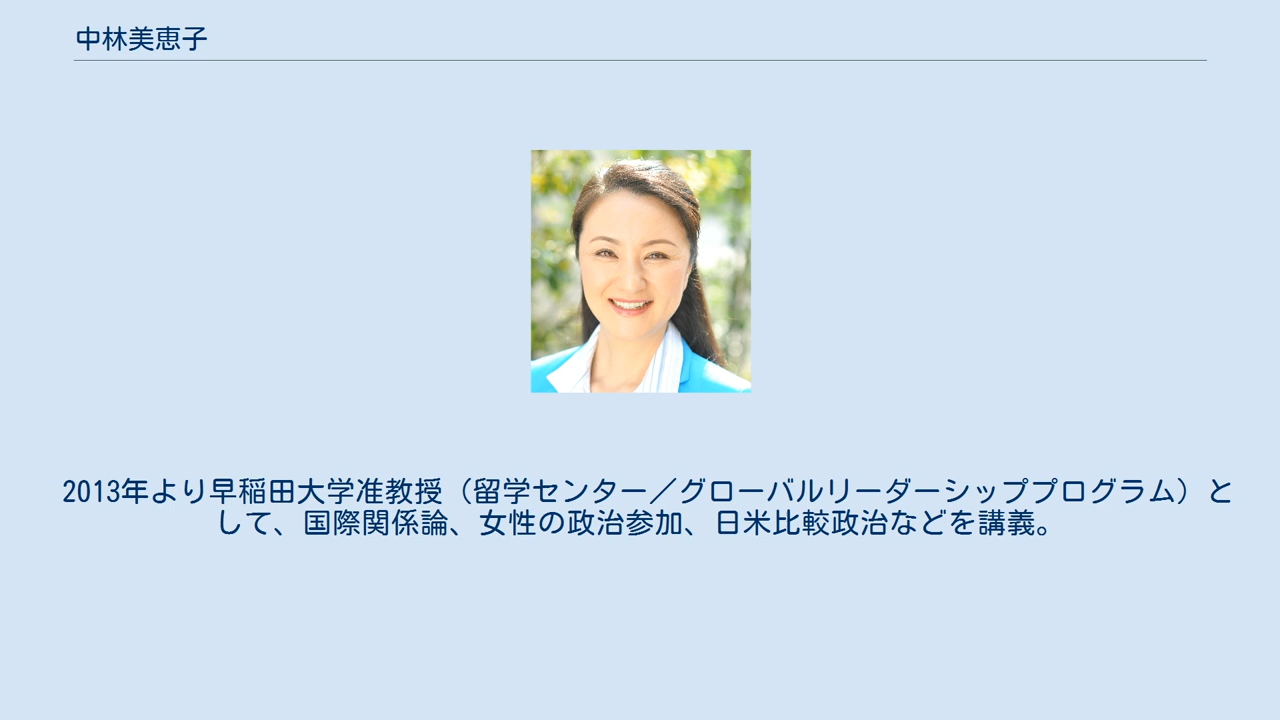 中林美恵子
2013年より早稲田大学准教授（留学センター／グローバルリーダーシッププログラム）と
して、国際関係論、女性の政治参加、日米比較政治などを講義。